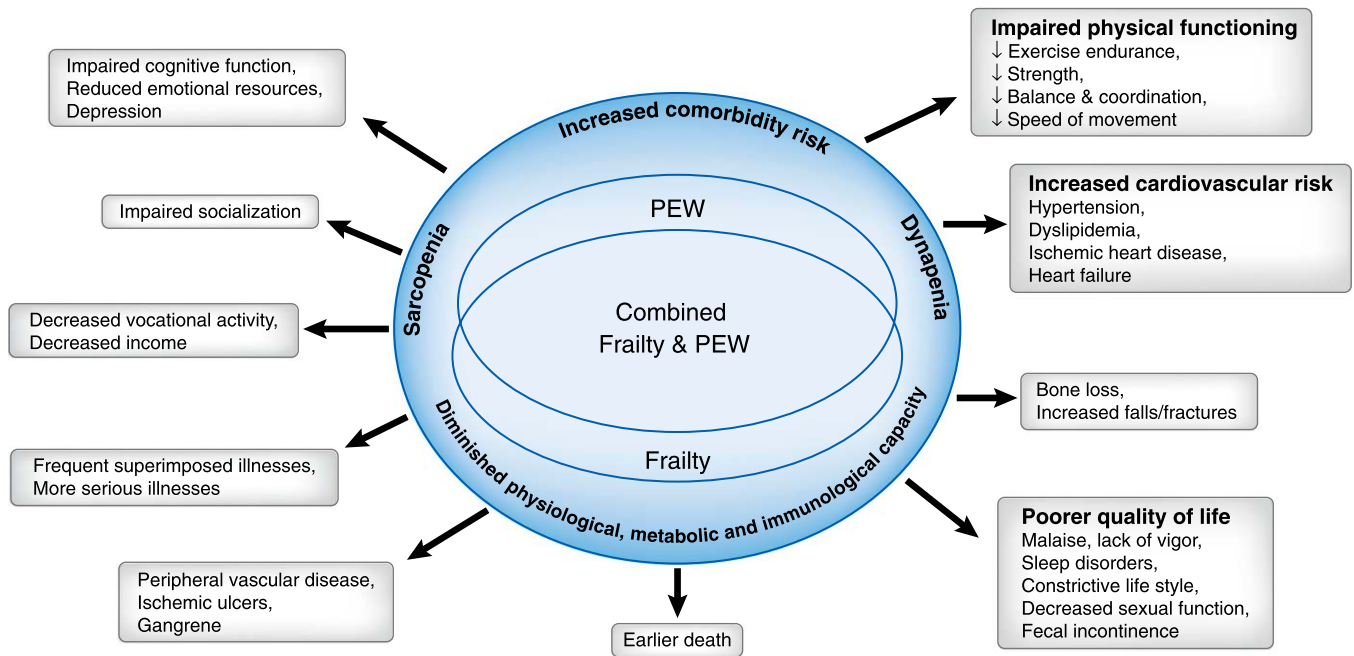 Impaired cognitive function,
Reduced emotional resources,
Depression
Impaired socialization
Decreased vocational activity,
Decreased income
Frequent superimposed illnesses,
More serious illnesses
Peripheral vascular disease,
Ischemic ulcers,
Gangrene
Increased comorbidity risk
Sarcopenia
Dynapenia
PEW
Combined
Frailty & PEW
Frailty
Diminished physiological, metabolic and immunological capacity
Earlier death
Impaired physical functioning
↓ Exercise endurance,
↓ Strength,
↓ Balance & coordination,
↓ Speed of movement
Increased cardiovascular risk
Hypertension,
Dyslipidemia,
Ischemic heart disease,
Heart failure
Bone loss,
Increased falls/fractures
Poorer quality of life
Malaise, lack of vigor,
Sleep disorders,
Constrictive life style,
Decreased sexual function,
Fecal incontinence